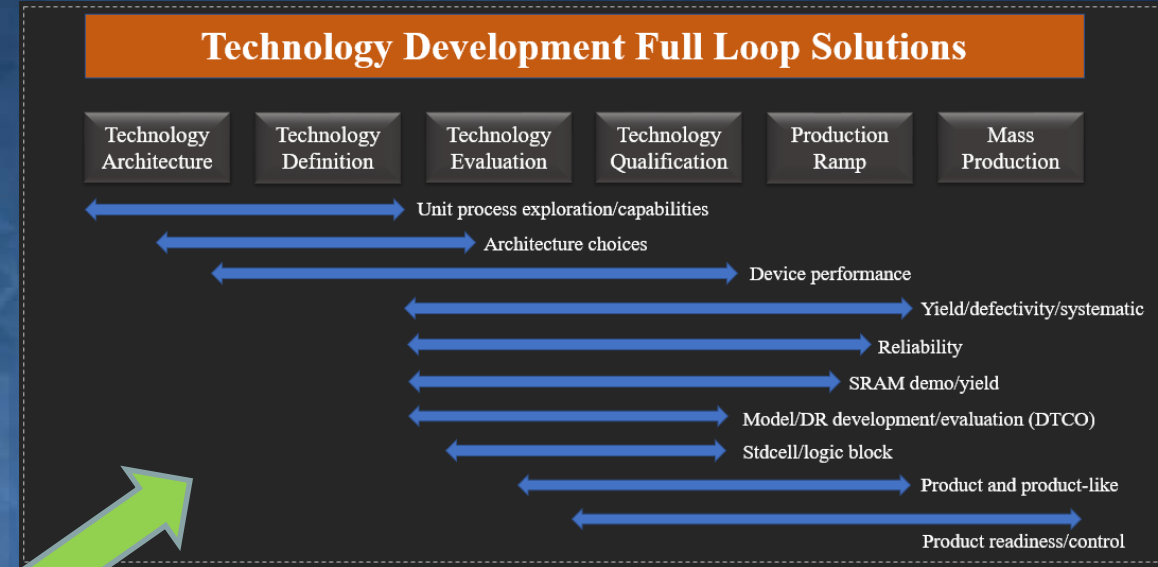 Technology Development Full Loop Solutions
Technology
Architecture
Technology
Definition
Technology
Evaluation
Technology
Qualification
Production
Ramp
Mass
Production
Unit process exploration/capabilities
Architecture choices
Device performance
Yield/defectivity/systematic
Reliability
SRAM demo/yield
Model/DR development/evaluation (DTCO)
Stdcell/logic block
Product and product-like
Product readiness/control